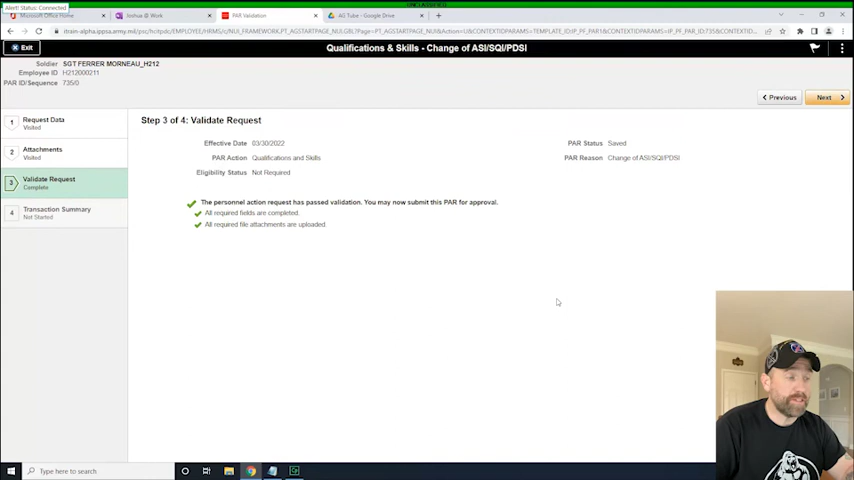 UNCLASSIFIED
Alert! Status: Connected
Microsoft Office Home
Joshua @ Work
PAR Validation
AG Tube - Google Drive
Qualifications & Skills - Change of ASI/SQI/PDSI
Exit
Soldier SGT FERRER MORNEAU_H212
Employee ID H212000211
PAR ID/Sequence 735/0
Previous
Next
1 Request Data
Visited
2 Attachments
Visited
3 Validate Request
Complete
4 Transaction Summary
Not Started
Step 3 of 4: Validate Request
Effective Date 03/30/2022
PAR Status Saved
PAR Action Qualifications and Skills
PAR Reason Change of ASI/SQI/PDSI
Eligibility Status Not Required
The personnel action request has passed validation. You may now submit this PAR for approval.
All required fields are completed.
All required file attachments are uploaded.
Type here to search